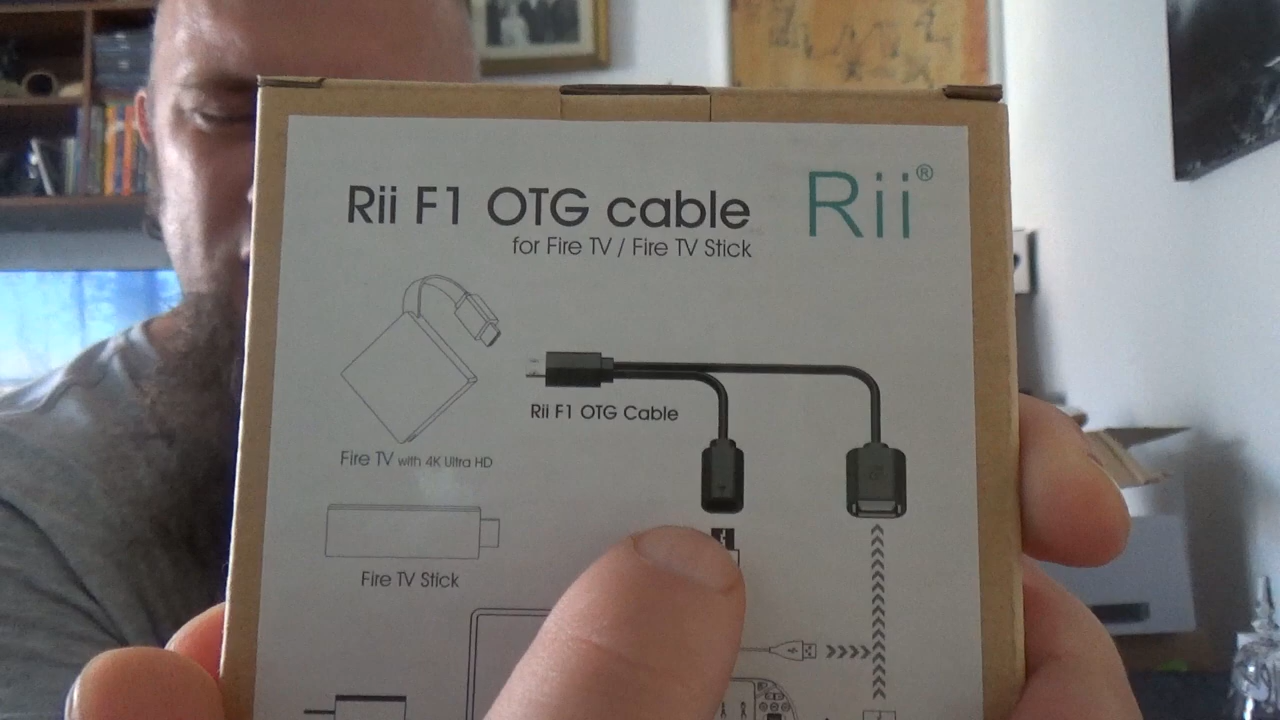 Rii F1 OTG cable
Rii®
for Fire TV / Fire TV Stick
Rii F1 OTG Cable
Fire TV with 4K Ultra HD
Fire TV Stick